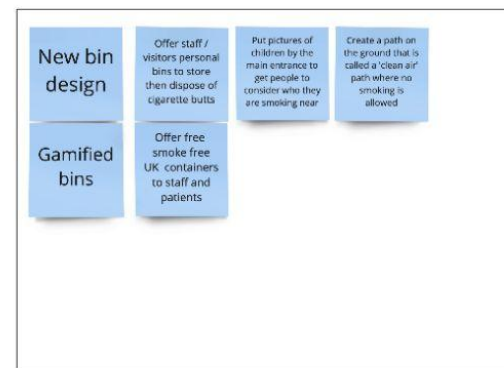 New bin
design
Offer staff /
visitors personal
bins to store
then dispose of
cigarette butts
Put pictures of
children by the
main entrance to
get people to
consider who they
are smoking near
Create a path on
the ground that is
called a 'clean air'
path where no
smoking is
allowed
Gamified
bins
Offer free
smoke free
UK containers
to staff and
patients